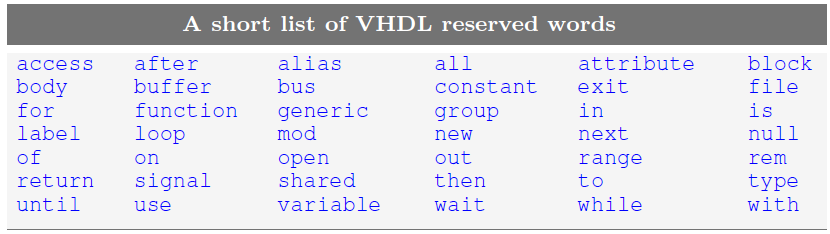 A short list of VHDL reserved words
access after alias all attribute block
body buffer bus constant exit file
for function generic group in is
label loop mod new next null
of on open out range rem
return signal shared then to type
until use variable wait while with